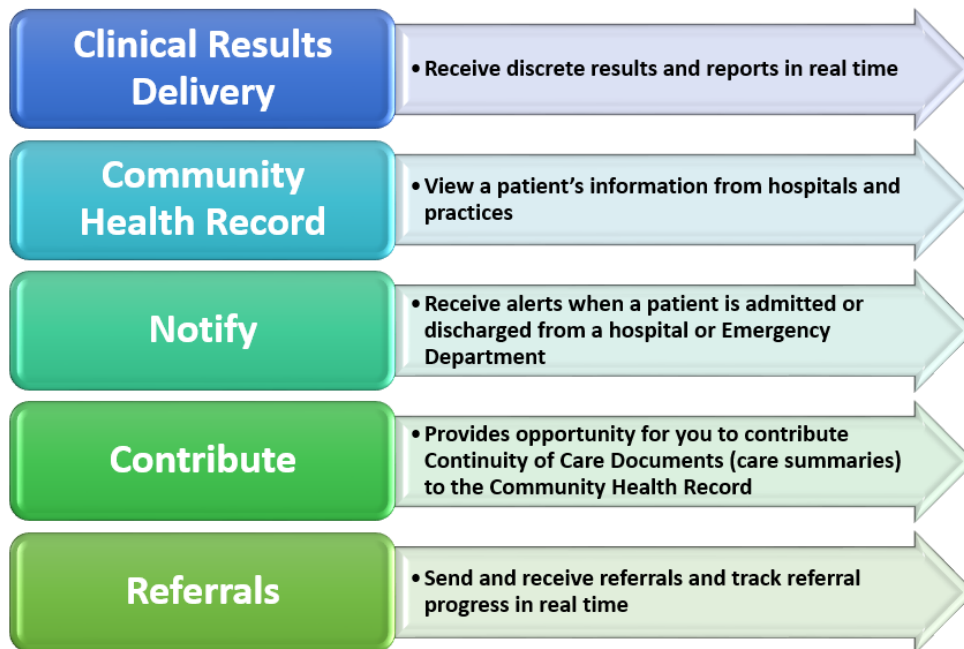 Clinical Results
Delivery
• Receive discrete results and reports in real time
Community
Health Record
• View a patient's information from hospitals and
practices
Notify
• Receive alerts when a patient is admitted or
discharged from a hospital or Emergency
Department
Contribute
• Provides opportunity for you to contribute
Continuity of Care Documents (care summaries)
to the Community Health Record
Referrals
• Send and receive referrals and track referral
progress in real time